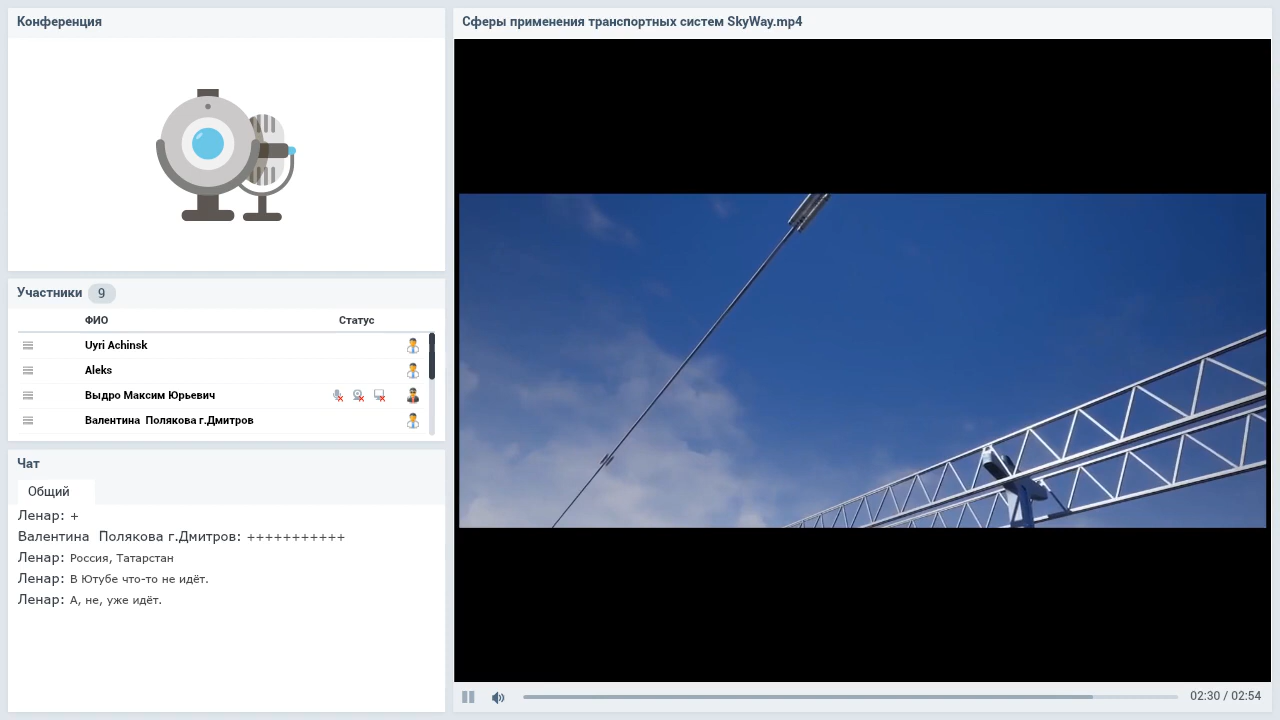 Конференция
Участники 9
ФИО Статус
Uyri Achinsk
Aleks
Выдро Максим Юрьевич
Валентина  Полякова г.Дмитров
Чат
Общий
Ленар: +
Валентина  Полякова г.Дмитров: +++++++++++
Ленар: Россия, Татарстан
Ленар: В Ютубе что-то не идёт.
Ленар: А, не, уже идёт.
Сферы применения транспортных систем SkyWay.mp4
02:30 / 02:54